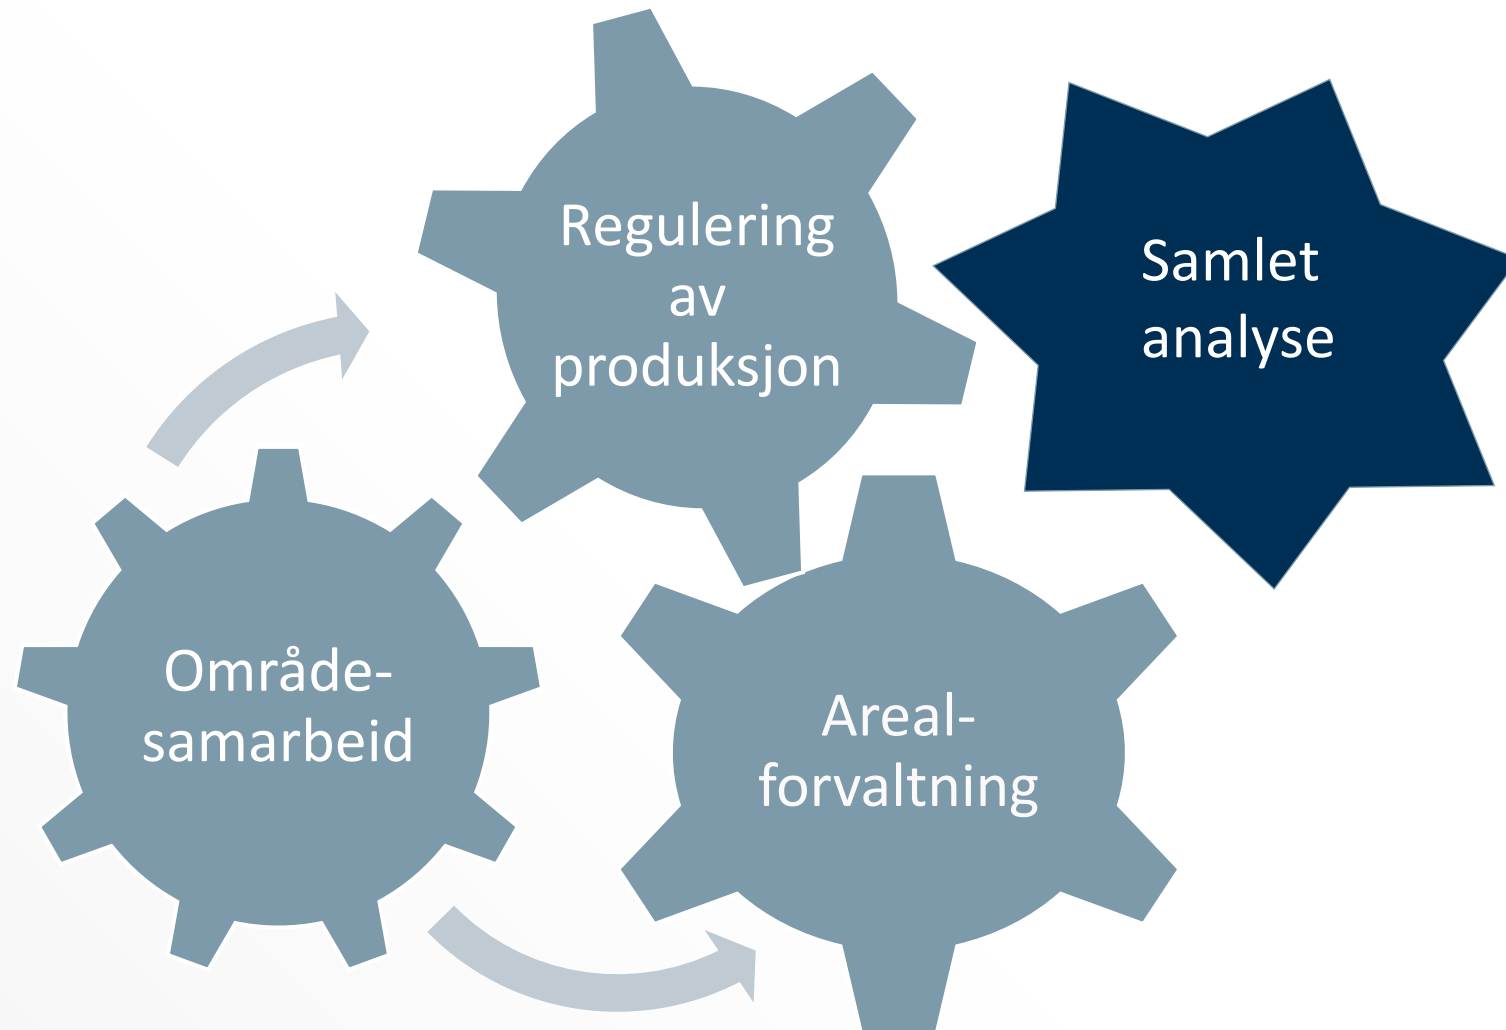 Regulering
av
produksjon
Samlet
analyse
Område-
samarbeid
Areal-
forvaltning